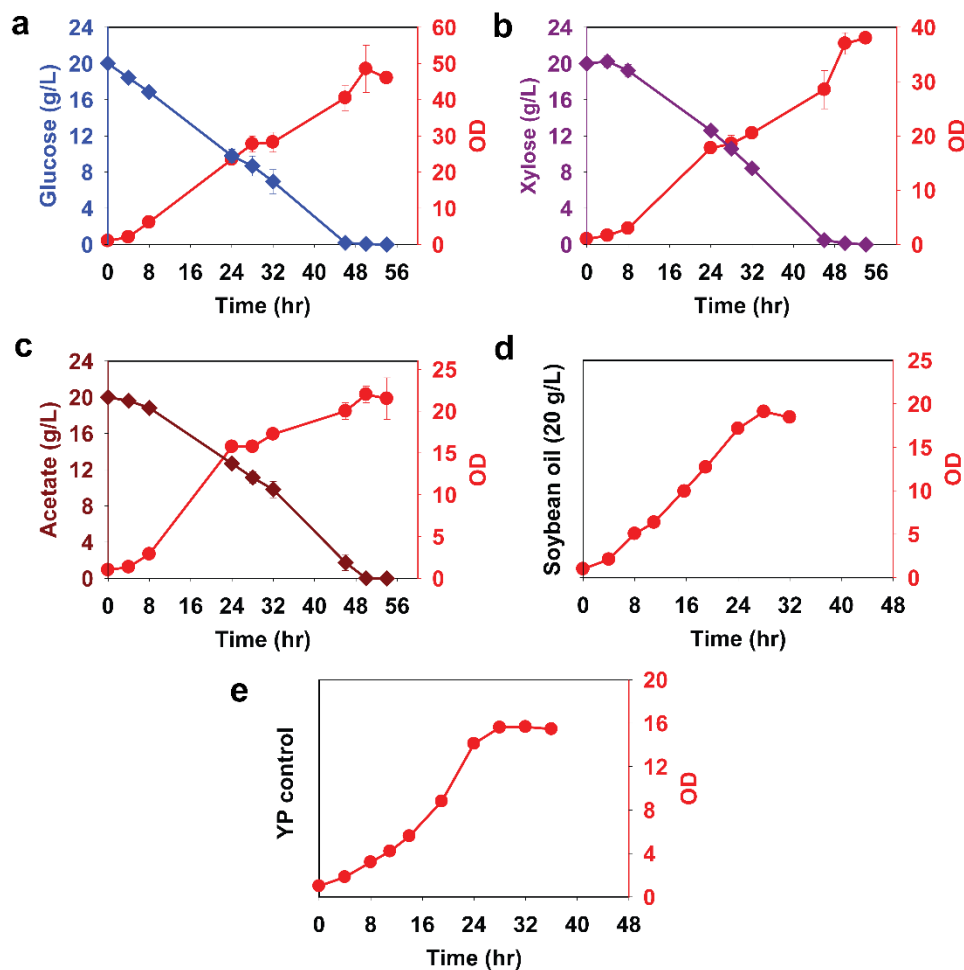 a
24
20
16
12
8
4
0
Glucose (g/L)
60
50
40
30
20
10
0
OD
0 8 16 24 32 40 48 56
Time (hr)
b
24
20
16
12
8
4
0
Xylose (g/L)
40
30
20
10
0
OD
0 8 16 24 32 40 48 56
Time (hr)
c
24
20
16
12
8
4
0
Acetate (g/L)
25
20
15
10
5
0
OD
0 8 16 24 32 40 48 56
Time (hr)
d
Soybean oil (20 g/L)
25
20
15
10
5
0
OD
0 8 16 24 32 40 48
Time (hr)
e
YP control
20
16
12
8
4
0
OD
0 8 16 24 32 40 48
Time (hr)